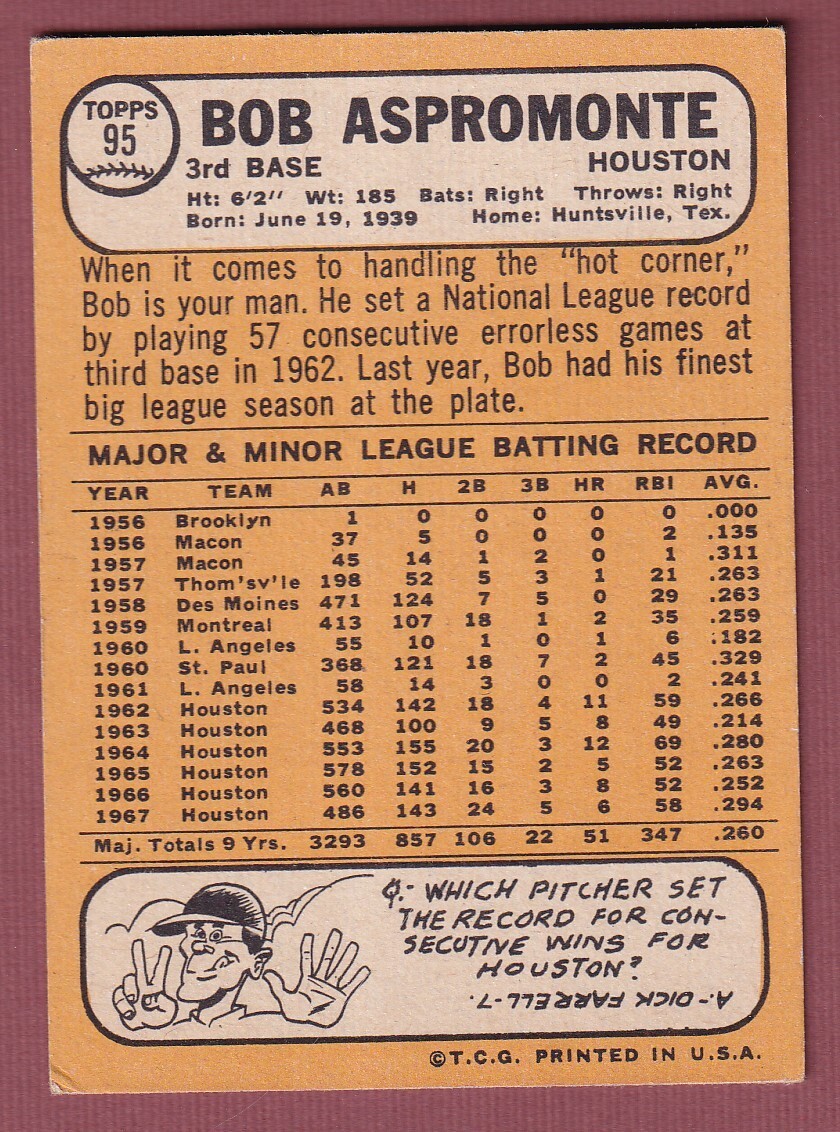 TOPPS
95
BOB ASPROMONTE
3rd BASE HOUSTON
Ht: 6'2" Wt: 185 Bats: Right Throws: Right
Born: June 19, 1939 Home: Huntsville, Tex.
When it comes to handling the "hot corner,"
Bob is your man. He set a National League record
by playing 57 consecutive errorless games at
third base in 1962. Last year, Bob had his finest
big league season at the plate.
MAJOR & MINOR LEAGUE BATTING RECORD
YEAR TEAM AB H 2B 3B HR RBI AVG.
1956 Brooklyn 1 0 0 0 0 0 .000
1956 Macon 37 5 0 0 0 2 .135
1957 Macon 45 14 1 2 0 1 .311
1957 Thom'sv'le 198 52 5 3 1 21 .263
1958 Des Moines 471 124 7 5 0 29 .263
1959 Montreal 413 107 18 1 2 35 .259
1960 L. Angeles 55 10 1 0 1 6 .182
1960 St. Paul 368 121 18 7 2 45 .329
1961 L. Angeles 58 14 3 0 0 2 .241
1962 Houston 534 142 18 4 11 59 .266
1963 Houston 468 100 9 5 8 49 .214
1964 Houston 553 155 20 3 12 69 .280
1965 Houston 578 152 15 2 5 52 .263
1966 Houston 560 141 16 3 8 52 .252
1967 Houston 486 143 24 5 6 58 .294
Maj. Totals 9 Yrs. 3293 857 106 22 51 347 .260
Q.- WHICH PITCHER SET
THE RECORD FOR CON-
SECUTIVE WINS FOR
HOUSTON?
A.- DICK FARRELL-7.
©T.C.G. PRINTED IN U.S.A.